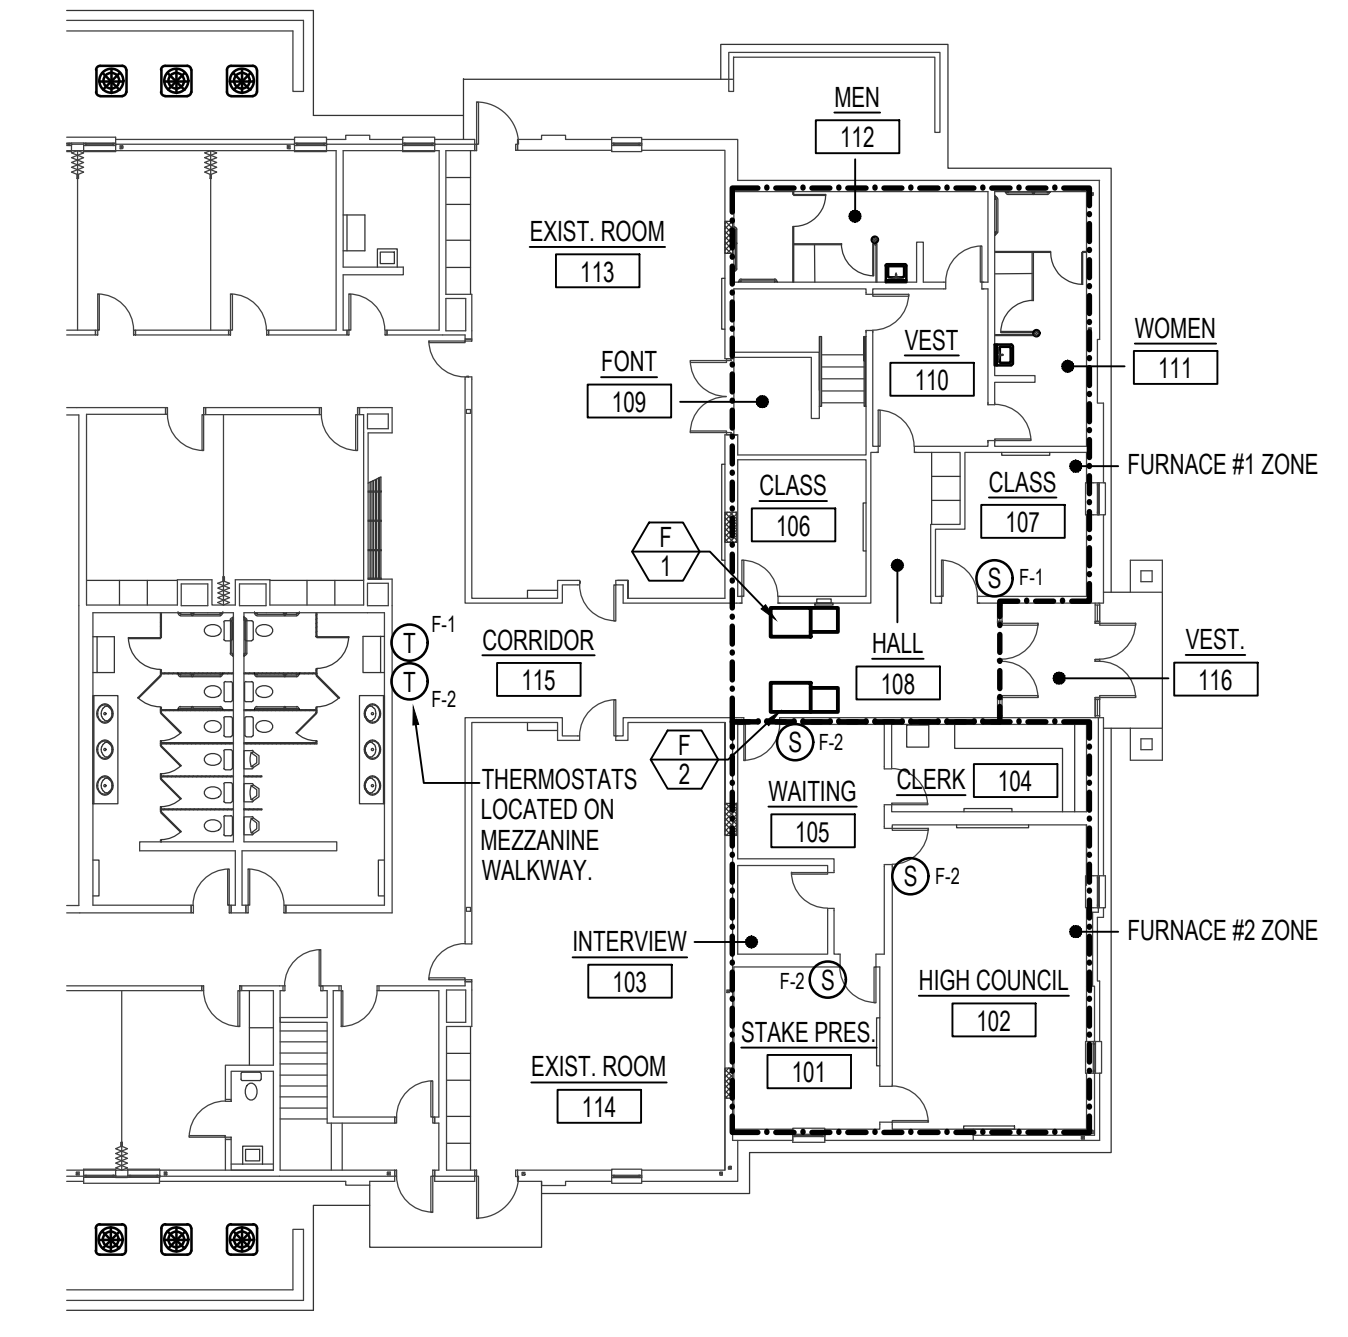 MEN
112
EXIST. ROOM
113
WOMEN
111
VEST
110
FONT
109
FURNACE #1 ZONE
CLASS
106
CLASS
107
F
1
S F-1
T F-1
T F-2
CORRIDOR
115
HALL
108
VEST.
116
F
2
S F-2
THERMOSTATS
LOCATED ON
MEZZANINE
WALKWAY.
WAITING
105
CLERK 104
S F-2
FURNACE #2 ZONE
INTERVIEW
103
F-2 S
HIGH COUNCIL
102
STAKE PRES.
101
EXIST. ROOM
114